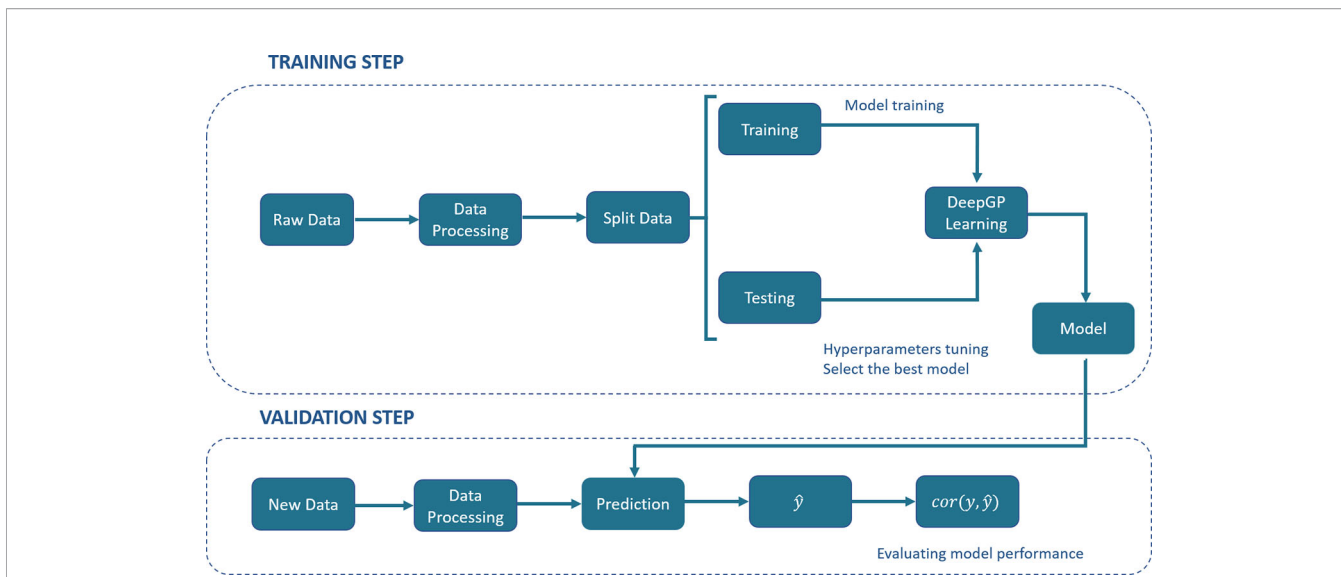 TRAINING STEP
Training
Model training
Raw Data
Data
Processing
Split Data
DeepGP
Learning
Testing
Model
Hyperparameters tuning
Select the best model
VALIDATION STEP
New Data
Data
Processing
Prediction
ŷ
cor(y, ŷ)
Evaluating model performance